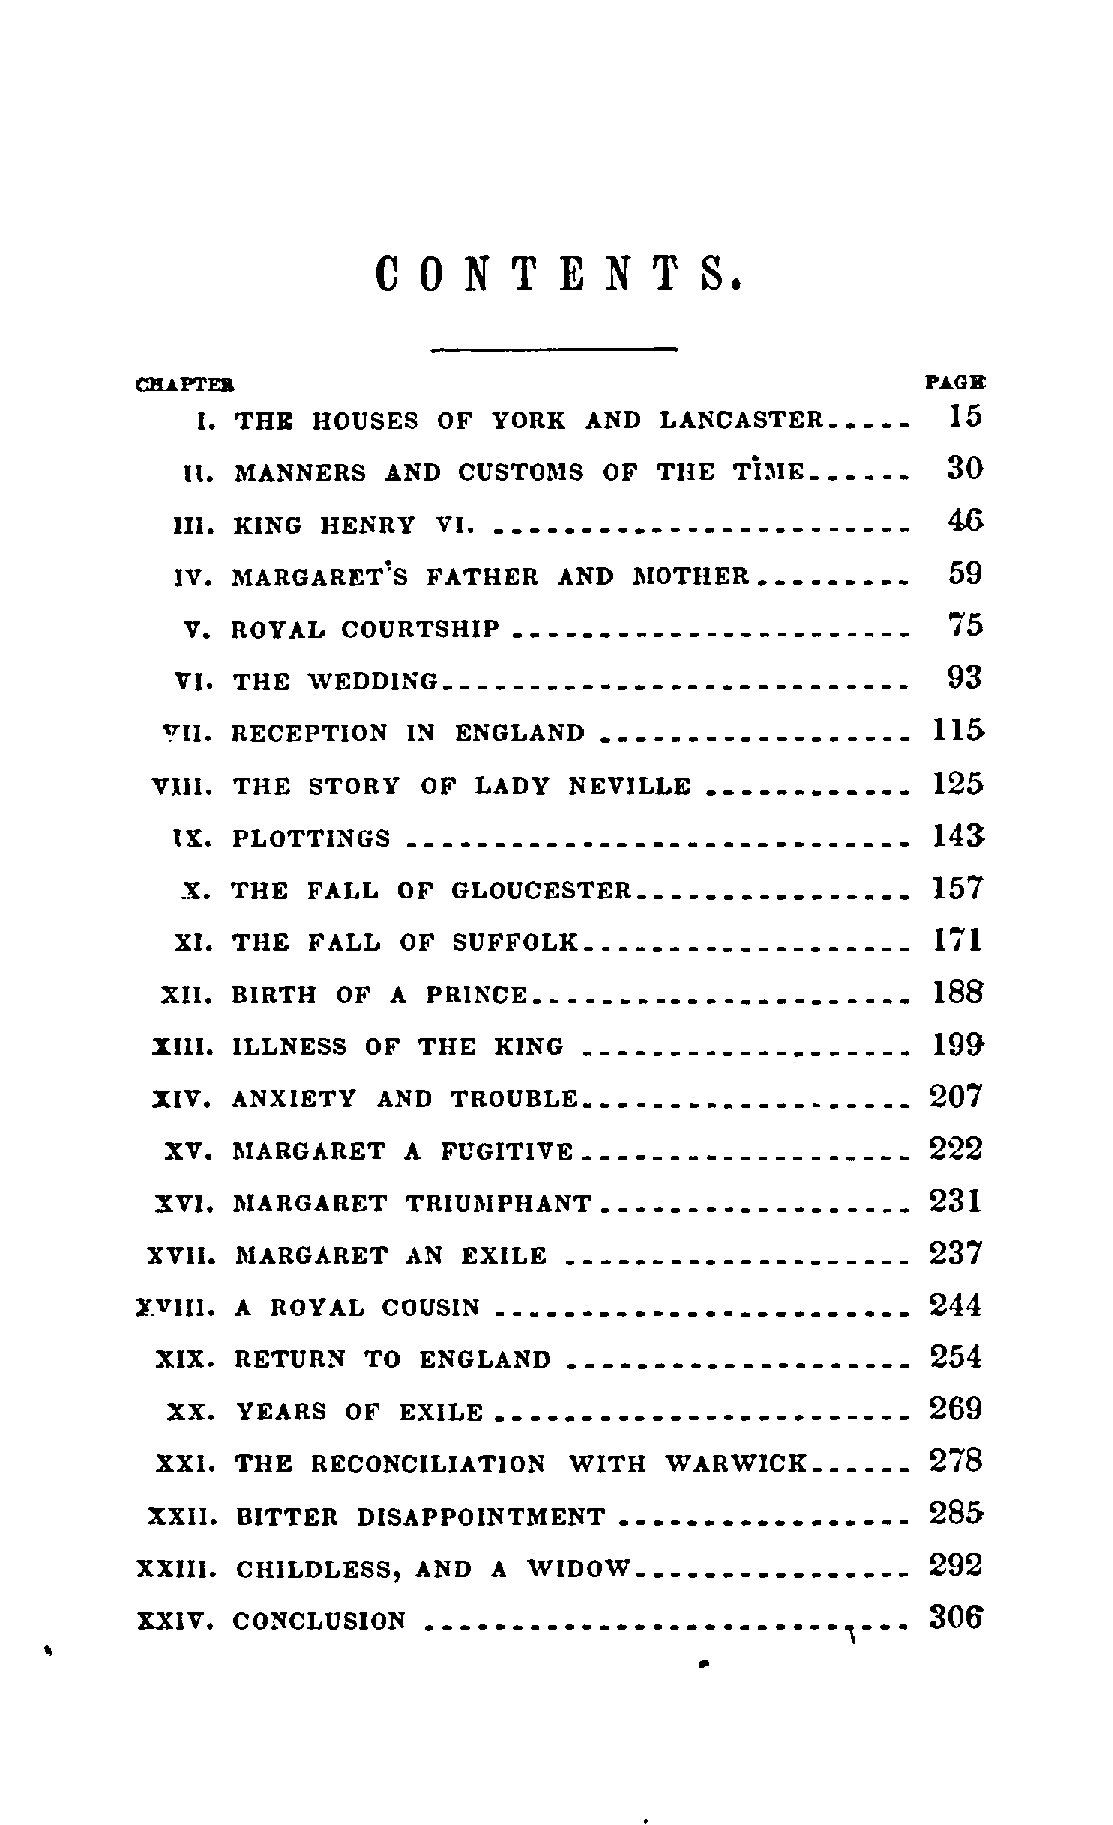 CONTENTS.
CHAPTER PAGE
I. THE HOUSES OF YORK AND LANCASTER..... 15
II. MANNERS AND CUSTOMS OF THE TIME...... 30
III. KING HENRY VI. ........................ 46
IV. MARGARET'S FATHER AND MOTHER......... 59
V. ROYAL COURTSHIP ....................... 75
VI. THE WEDDING........................... 93
VII. RECEPTION IN ENGLAND .................. 115
VIII. THE STORY OF LADY NEVILLE ............ 125
IX. PLOTTINGS ............................. 143
X. THE FALL OF GLOUCESTER................ 157
XI. THE FALL OF SUFFOLK................... 171
XII. BIRTH OF A PRINCE...................... 188
XIII. ILLNESS OF THE KING ................... 199
XIV. ANXIETY AND TROUBLE................... 207
XV. MARGARET A FUGITIVE................... 222
XVI. MARGARET TRIUMPHANT .................. 231
XVII. MARGARET AN EXILE .................... 237
XVIII. A ROYAL COUSIN ........................ 244
XIX. RETURN TO ENGLAND .................... 254
XX. YEARS OF EXILE ........................ 269
XXI. THE RECONCILIATION WITH WARWICK...... 278
XXII. BITTER DISAPPOINTMENT ................. 285
XXIII. CHILDLESS, AND A WIDOW................ 292
XXIV. CONCLUSION ............................ 306